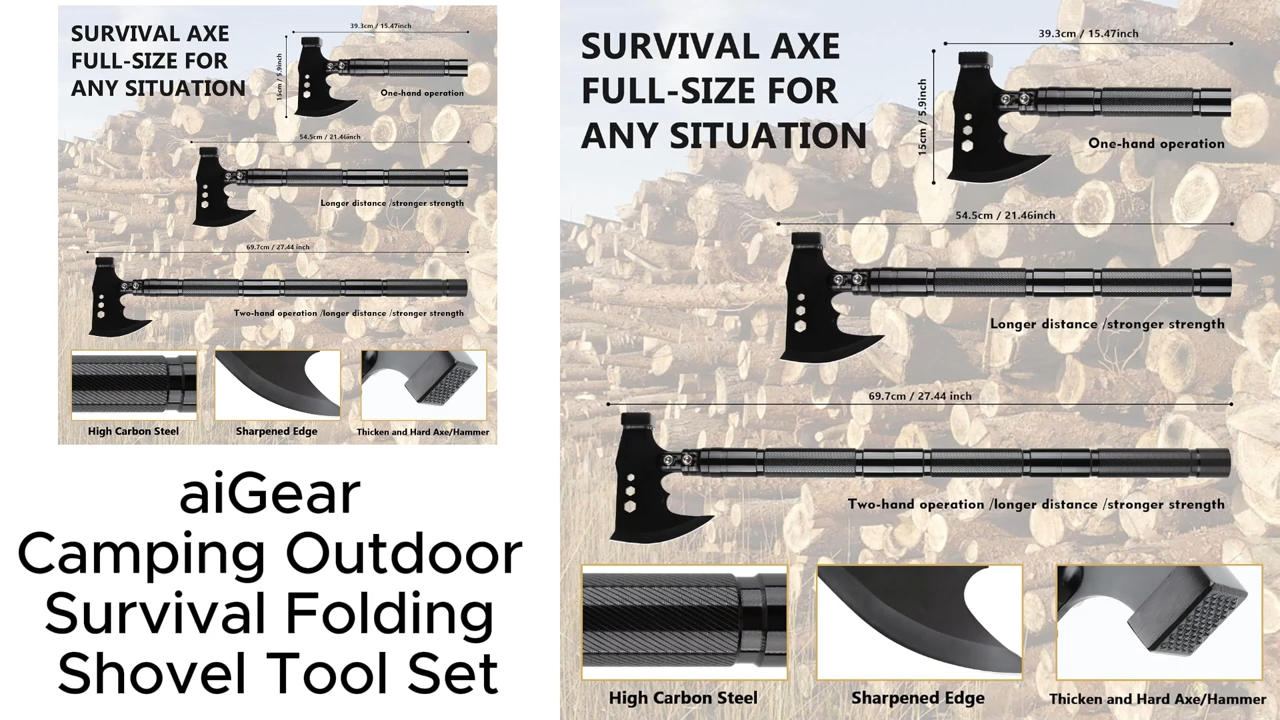 SURVIVAL AXE
FULL-SIZE FOR
ANY SITUATION
39.3cm / 15.47inch
15cm / 5.9inch
One-hand operation
54.5cm / 21.46inch
Longer distance /stronger strength
69.7cm / 27.44 inch
Two-hand operation /longer distance /stronger strength
High Carbon Steel
Sharpened Edge
Thicken and Hard Axe/Hammer
aiGear
Camping Outdoor
Survival Folding
Shovel Tool Set
SURVIVAL AXE
FULL-SIZE FOR
ANY SITUATION
39.3cm / 15.47inch
15cm / 5.9inch
One-hand operation
54.5cm / 21.46inch
Longer distance /stronger strength
69.7cm / 27.44 inch
Two-hand operation /longer distance /stronger strength
High Carbon Steel
Sharpened Edge
Thicken and Hard Axe/Hammer